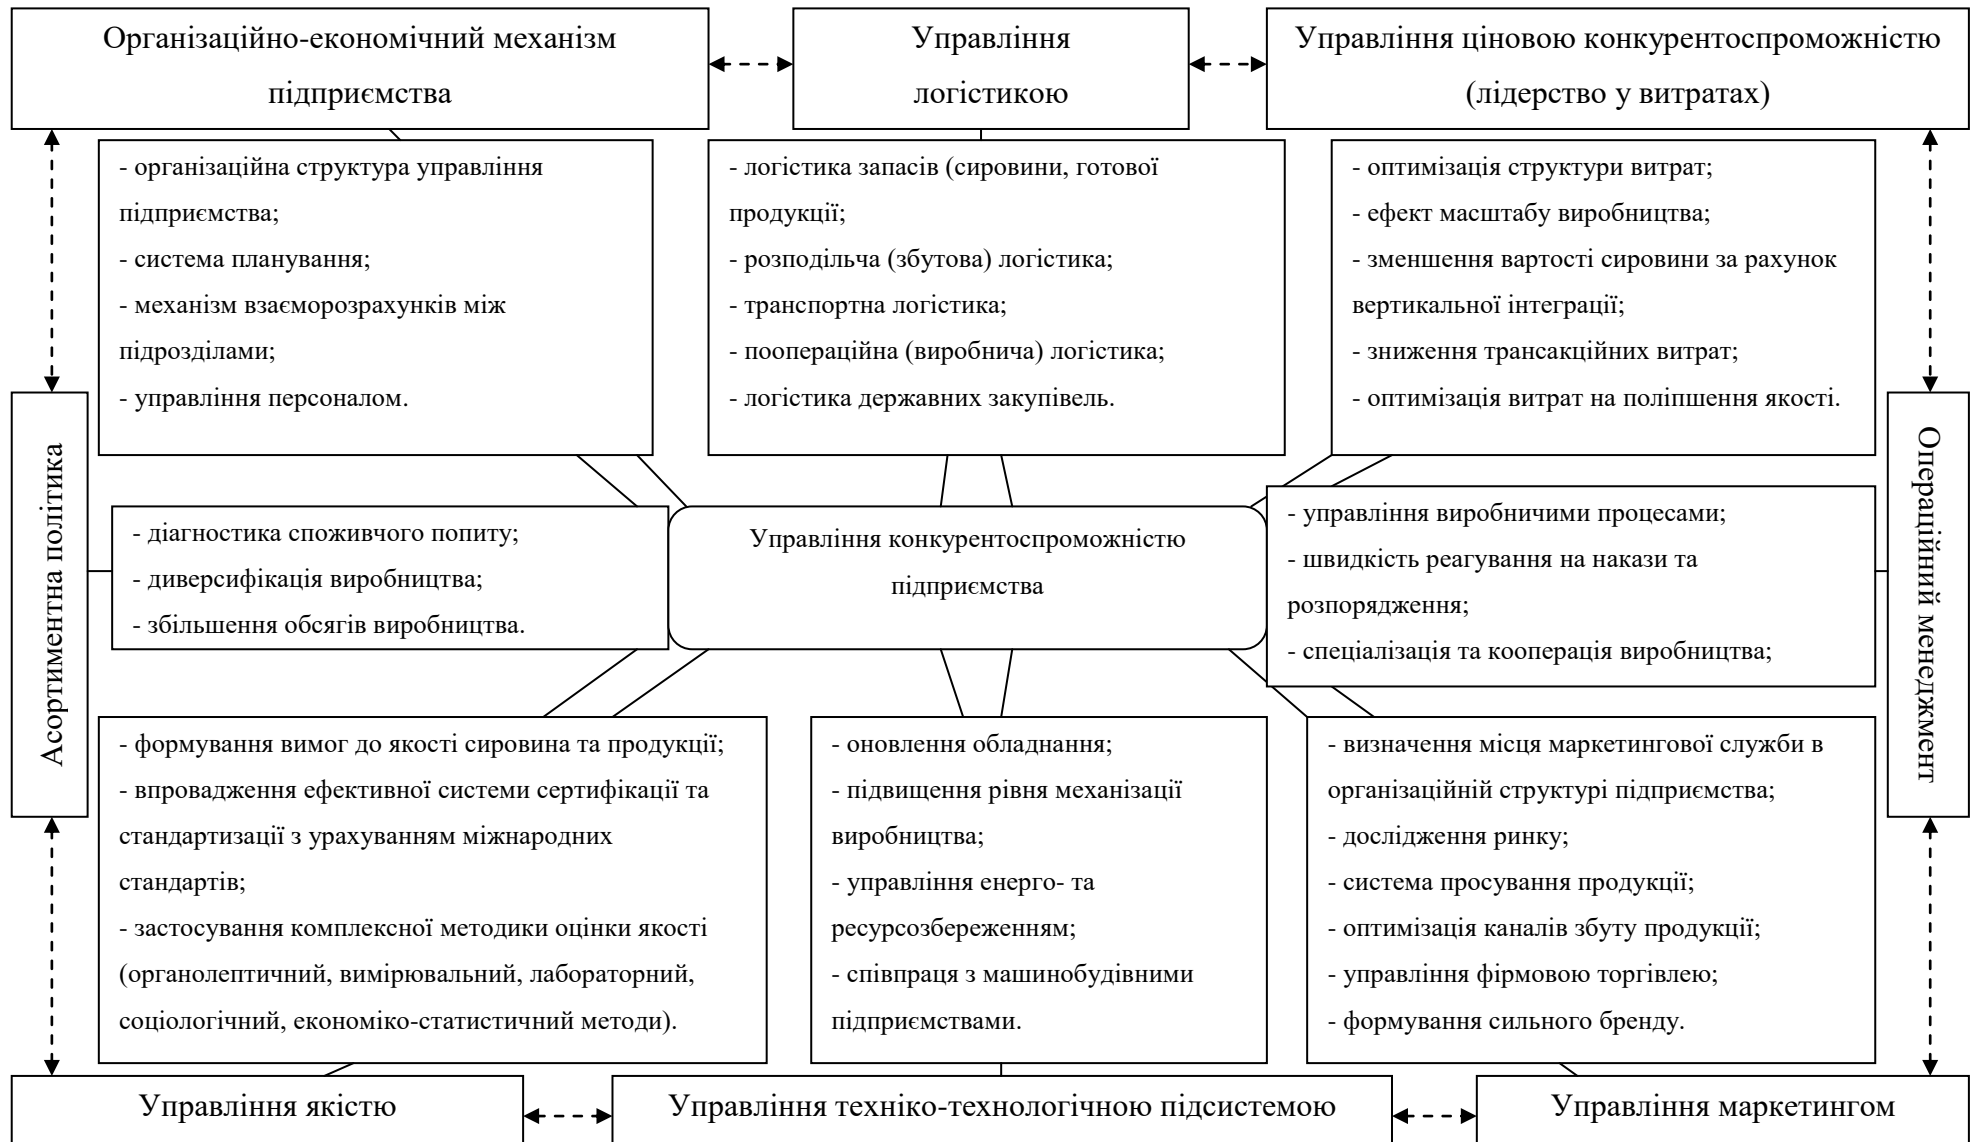 Організаційно-економічний механізм
підприємства
Управління
логістикою
Управління ціновою конкурентоспроможністю
(лідерство у витратах)
- організаційна структура управління
підприємства;
- система планування;
- механізм взаєморозрахунків між
підрозділами;
- управління персоналом.
- логістика запасів (сировини, готової
продукції;
- розподільча (збутова) логістика;
- транспортна логістика;
- поопераційна (виробнича) логістика;
- логістика державних закупівель.
- оптимізація структури витрат;
- ефект масштабу виробництва;
- зменшення вартості сировини за рахунок
вертикальної інтеграції;
- зниження трансакційних витрат;
- оптимізація витрат на поліпшення якості.
Асортиментна політика
- діагностика споживчого попиту;
- диверсифікація виробництва;
- збільшення обсягів виробництва.
Управління конкурентоспроможністю
підприємства
- управління виробничими процесами;
- швидкість реагування на накази та
розпорядження;
- спеціалізація та кооперація виробництва;
Операційний менеджмент
- формування вимог до якості сировина та продукції;
- впровадження ефективної системи сертифікації та
стандартизації з урахуванням міжнародних
стандартів;
- застосування комплексної методики оцінки якості
(органолептичний, вимірювальний, лабораторний,
соціологічний, економіко-статистичний методи).
- оновлення обладнання;
- підвищення рівня механізації
виробництва;
- управління енерго- та
ресурсозбереженням;
- співпраця з машинобудівними
підприємствами.
- визначення місця маркетингової служби в
організаційній структурі підприємства;
- дослідження ринку;
- система просування продукції;
- оптимізація каналів збуту продукції;
- управління фірмовою торгівлею;
- формування сильного бренду.
Управління якістю
Управління техніко-технологічною підсистемою
Управління маркетингом